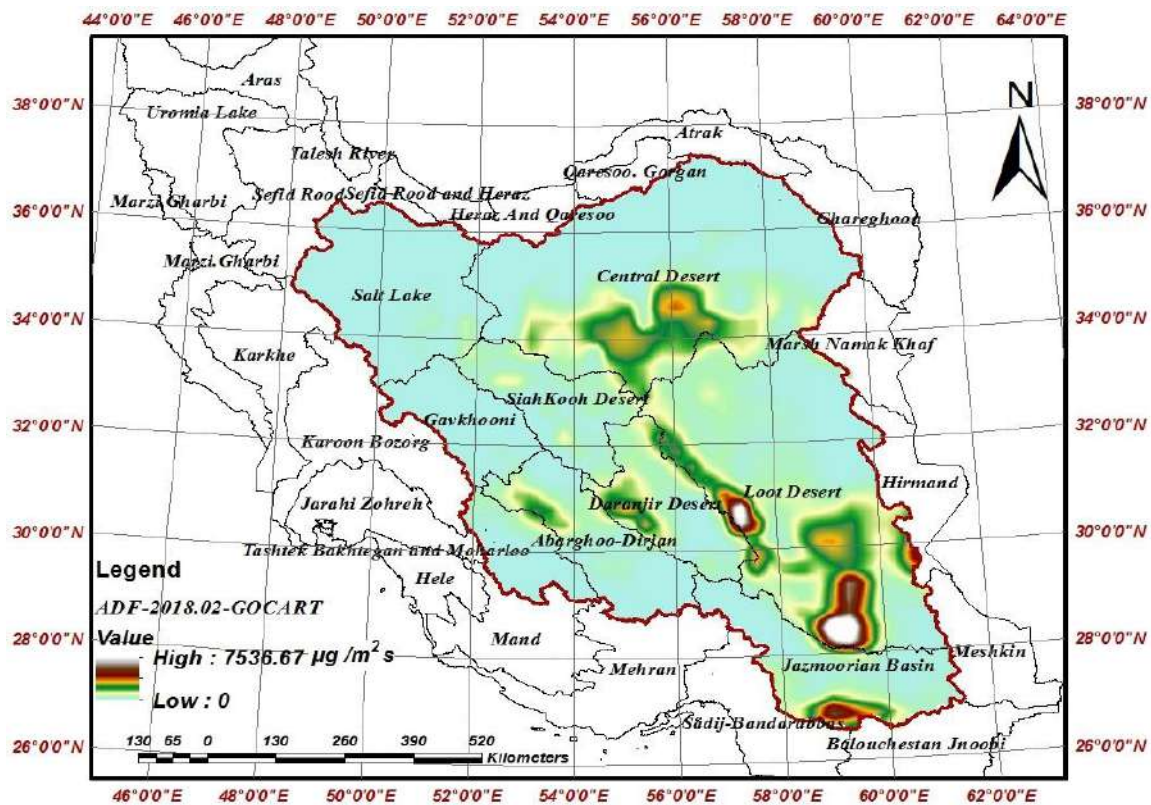 44°0'0"E 46°0'0"E 48°0'0"E 50°0'0"E 52°0'0"E 54°0'0"E 56°0'0"E 58°0'0"E 60°0'0"E 62°0'0"E 64°0'0"E
Aras
38°0'0"N
38°0'0"N
Uromia Lake
N
Atrak
Talesh River
Qaresoo. Gorgan
Sefid Rood
Sefid Rood and Heraz
Marzi Gharbi
Heraz And Qaresoo
Ghareghoom
36°0'0"N
36°0'0"N
Marzi Gharbi
Central Desert
Salt Lake
34°0'0"N
34°0'0"N
Marsh Namak Khaf
Karkhe
SiahKooh Desert
32°0'0"N
32°0'0"N
Gavkhooni
Karoon Bozorg
Hirmand
Jarahi Zohreh
Daranjir Desert
Loot Desert
30°0'0"N
30°0'0"N
Abarghoo-Dirjan
Tashtek Bakhtegan and Moharloo
Legend
Hele
ADF-2018.02-GOCART
Value
28°0'0"N
28°0'0"N
Mand
High : 7536.67 µg /m² s
Mehran
Jazmoorian Basin
Meshkin
Low : 0
Sadij-Bandarabbas
26°0'0"N
26°0'0"N
Balouchestan Jnoobi
130 65 0 130 260 390 520
Kilometers
46°0'0"E 48°0'0"E 50°0'0"E 52°0'0"E 54°0'0"E 56°0'0"E 58°0'0"E 60°0'0"E 62°0'0"E